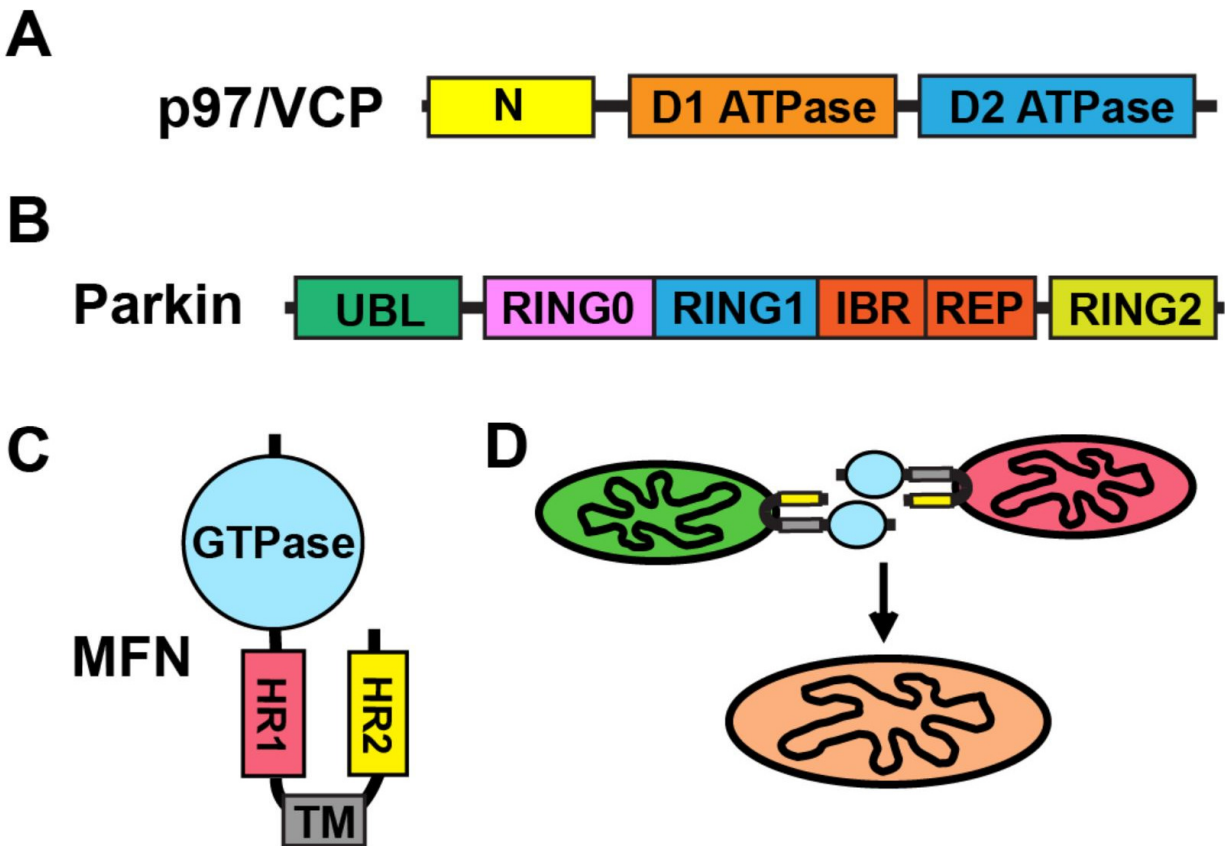 A
p97/VCP N D1 ATPase D2 ATPase
B
Parkin UBL RING0 RING1 IBR REP RING2
C
GTPase
MFN
HR1 HR2
TM
D